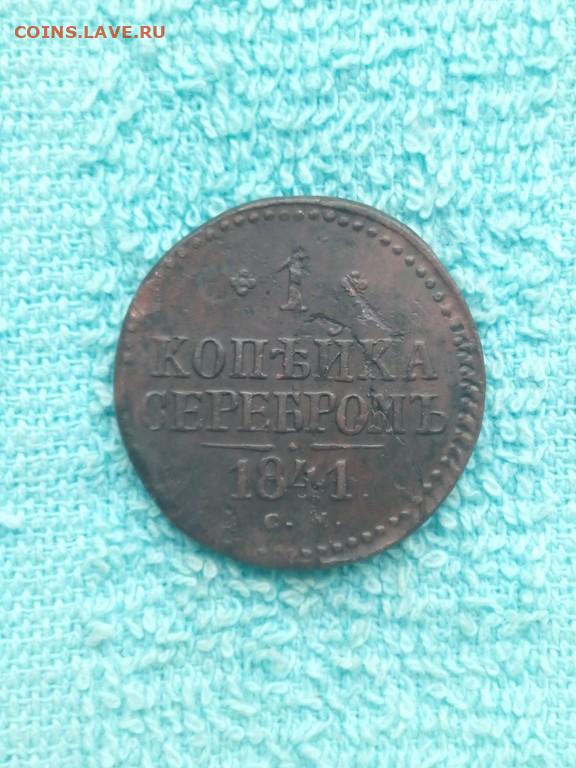 COINS.LAVE.RU
1
КОПѢЙКА
СЕРЕБРОМЪ
1841.
С. М.